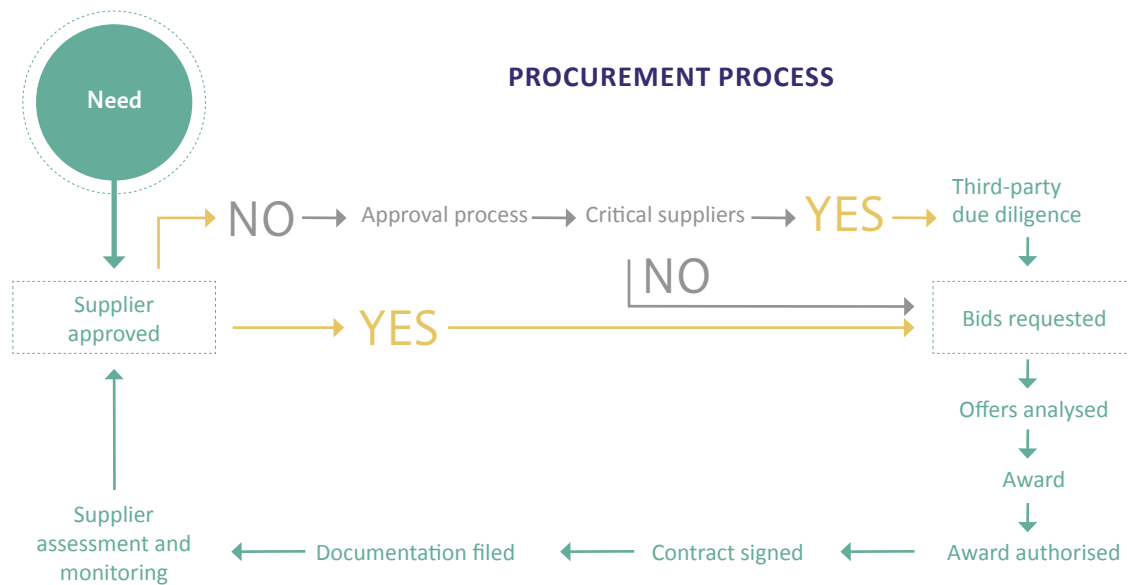 PROCUREMENT PROCESS
Need
NO
Approval process
Critical suppliers
YES
Third-party
due diligence
NO
Supplier
approved
YES
Bids requested
Offers analysed
Award
Award authorised
Contract signed
Documentation filed
Supplier
assessment and
monitoring